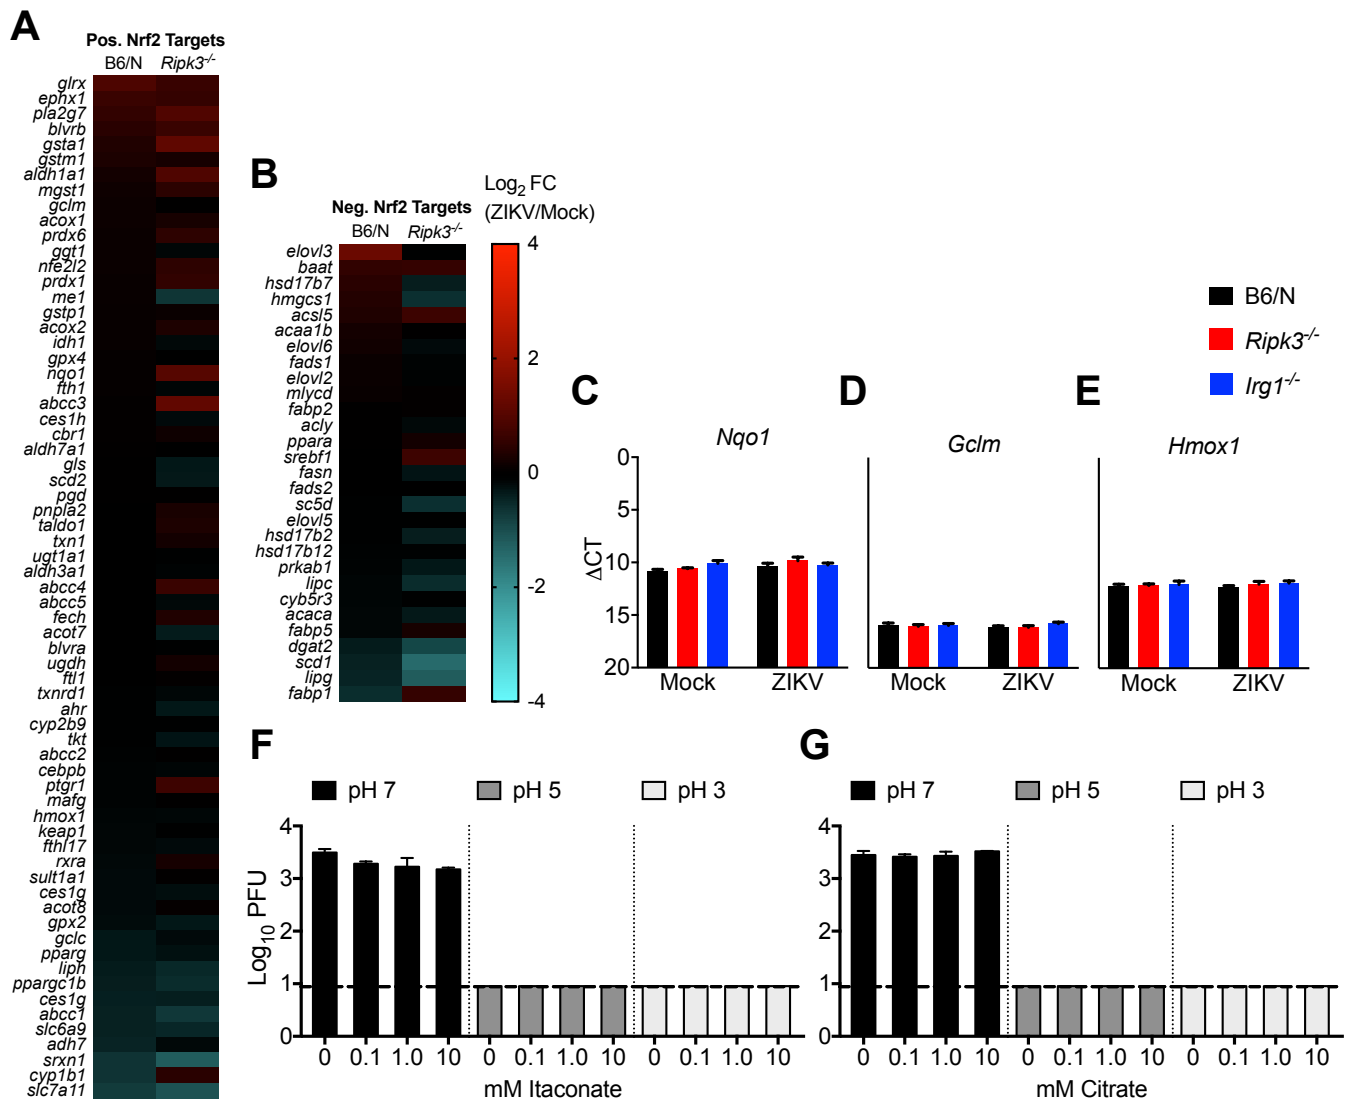 A
Pos. Nrf2 Targets
B6/N Ripk3-/-
glrx
ephx1
pla2g7
blvrb
gsta1
gstm1
aldh1a1
mgst1
gclm
acox1
prdx6
ggt1
nfe2l2
prdx1
me1
gstp1
acox2
idh1
gpx4
nqo1
fth1
abcc3
ces1h
cbr1
aldh7a1
gls
scd2
pgd
pnpla2
taldo1
txn1
ugt1a1
aldh3a1
abcc4
abcc5
fech
acot7
blvra
ugdh
ftl1
txnrd1
ahr
cyp2b9
tkt
abcc2
cebpb
ptgr1
mafg
hmox1
keap1
fthl17
rxra
sult1a1
ces1g
acot8
gpx2
gclc
pparg
liph
ppargc1b
ces1g
abcc1
slc6a9
adh7
srxn1
cyp1b1
slc7a11
B
Neg. Nrf2 Targets
B6/N Ripk3-/-
elovl3
baat
hsd17b7
hmgcs1
acsl5
acaa1b
elovl6
fads1
elovl2
mlycd
fabp2
acly
ppara
srebf1
fasn
fads2
sc5d
elovl5
hsd17b2
hsd17b12
prkab1
lipc
cyb5r3
acaca
fabp5
dgat2
scd1
lipg
fabp1
Log2 FC
(ZIKV/Mock)
4
2
0
-2
-4
B6/N
Ripk3-/-
Irg1-/-
C
Nqo1
ΔCT
0
5
10
15
20
Mock ZIKV
D
Gclm
Mock ZIKV
E
Hmox1
Mock ZIKV
F
pH 7 pH 5 pH 3
Log10 PFU
4
3
2
1
0
0 0.1 1.0 10 0 0.1 1.0 10 0 0.1 1.0 10
mM Itaconate
G
pH 7 pH 5 pH 3
4
3
2
1
0
0 0.1 1.0 10 0 0.1 1.0 10 0 0.1 1.0 10
mM Citrate